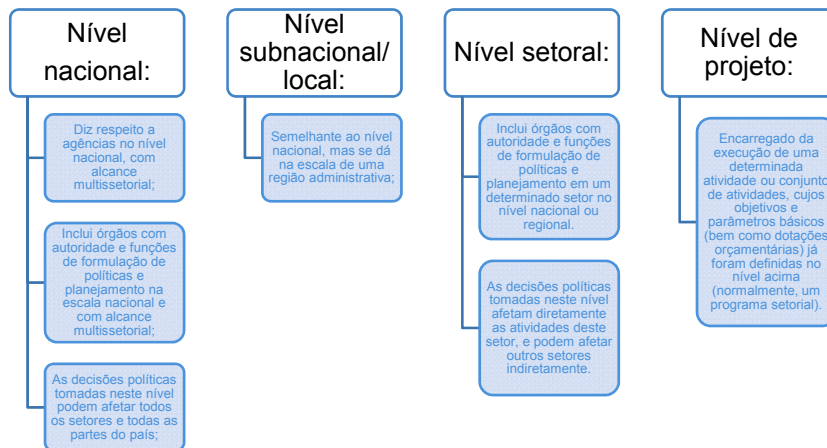 Nível
nacional:
Diz respeito a
agências no nível
nacional, com
alcance
multissetorial;
Inclui órgãos com
autoridade e funções
de formulação de
políticas e
planejamento na
escala nacional e
com alcance
multissetorial;
As decisões políticas
tomadas neste nível
podem afetar todos
os setores e todas as
partes do país;
Nível
subnacional/
local:
Semelhante ao nível
nacional, mas se dá
na escala de uma
região administrativa;
Nível setoral:
Inclui órgãos com
autoridade e funções
de formulação de
políticas e
planejamento em um
determinado setor no
nível nacional ou
regional.
As decisões políticas
tomadas neste nível
afetam diretamente
as atividades deste
setor, e podem afetar
outros setores
indiretamente.
Nível de
projeto:
Encarregado da
execução de uma
determinada
atividade ou conjunto
de atividades, cujos
objetivos e
parâmetros básicos
(bem como dotações
orçamentárias) já
foram definidas no
nível acima
(normalmente, um
programa setorial).